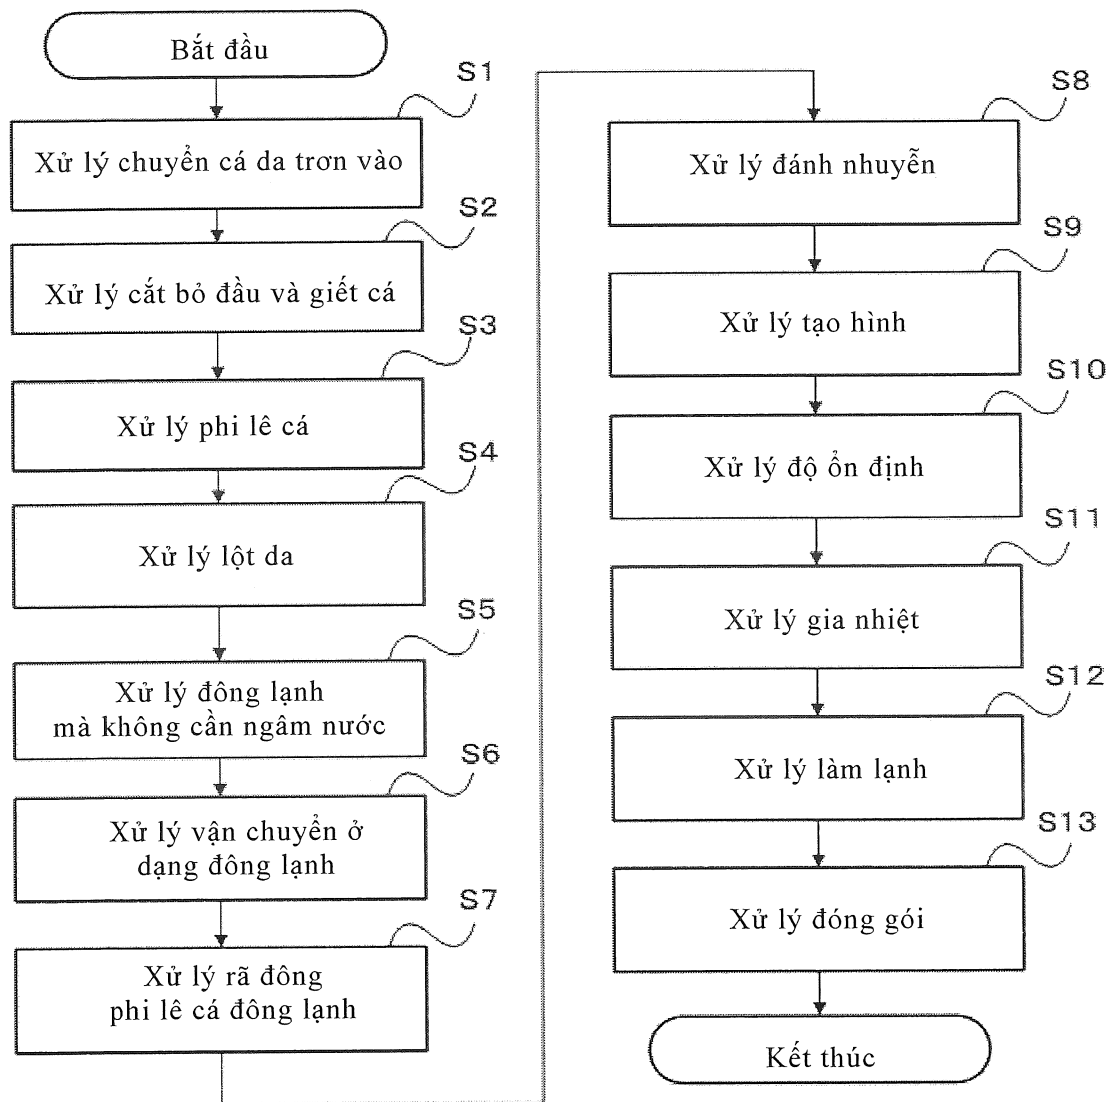 Bắt đầu
S1
Xử lý chuyển cá da trơn vào
S2
Xử lý cắt bỏ đầu và giết cá
S3
Xử lý phi lê cá
S4
Xử lý lột da
S5
Xử lý đông lạnh
mà không cần ngâm nước
S6
Xử lý vận chuyển ở
dạng đông lạnh
S7
Xử lý rã đông
phi lê cá đông lạnh
S8
Xử lý đánh nhuyễn
S9
Xử lý tạo hình
S10
Xử lý độ ổn định
S11
Xử lý gia nhiệt
S12
Xử lý làm lạnh
S13
Xử lý đóng gói
Kết thúc